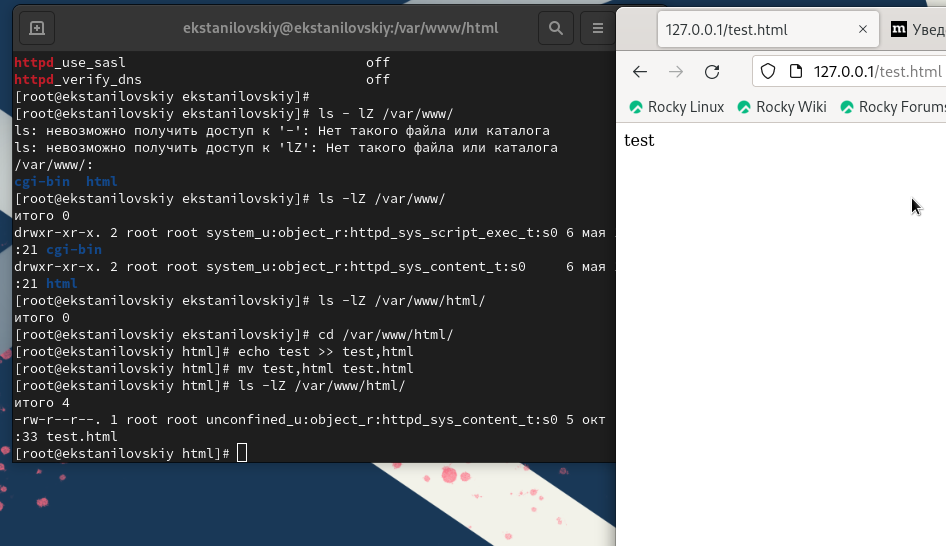 ekstanilovskiy@ekstanilovskiy:/var/www/html
httpd_use_sasl off
httpd_verify_dns off
[root@ekstanilovskiy ekstanilovskiy]#
[root@ekstanilovskiy ekstanilovskiy]# ls - lZ /var/www/
ls: невозможно получить доступ к '-': Нет такого файла или каталога
ls: невозможно получить доступ к 'lZ': Нет такого файла или каталога
/var/www/:
cgi-bin html
[root@ekstanilovskiy ekstanilovskiy]# ls -lZ /var/www/
итого 0
drwxr-xr-x. 2 root root system_u:object_r:httpd_sys_script_exec_t:s0 6 мая
:21 cgi-bin
drwxr-xr-x. 2 root root system_u:object_r:httpd_sys_content_t:s0 6 мая
:21 html
[root@ekstanilovskiy ekstanilovskiy]# ls -lZ /var/www/html/
итого 0
[root@ekstanilovskiy ekstanilovskiy]# cd /var/www/html/
[root@ekstanilovskiy html]# echo test >> test,html
[root@ekstanilovskiy html]# mv test,html test.html
[root@ekstanilovskiy html]# ls -lZ /var/www/html/
итого 4
-rw-r--r--. 1 root root unconfined_u:object_r:httpd_sys_content_t:s0 5 окт
:33 test.html
[root@ekstanilovskiy html]#
127.0.0.1/test.html
m Увед
127.0.0.1/test.html
Rocky Linux Rocky Wiki Rocky Forums
test